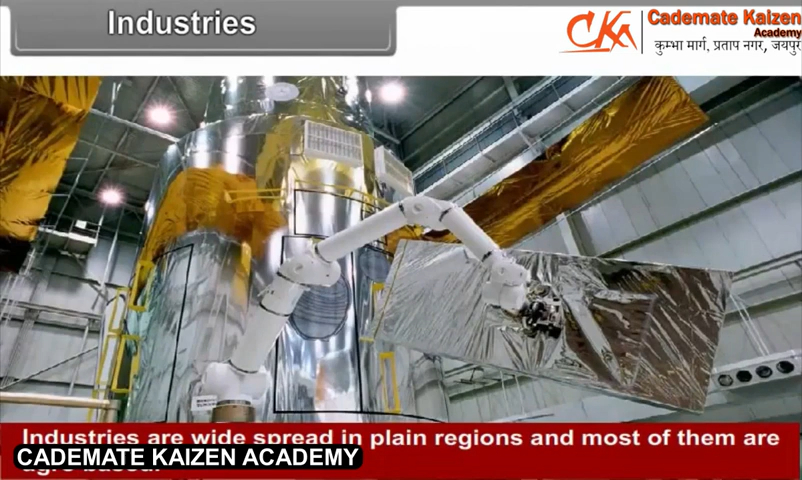 Industries
CKA
Cademate Kaizen
Academy
कुम्भा मार्ग, प्रताप नगर, जयपुर
Industries are wide spread in plain regions and most of them are
CADEMATE KAIZEN ACADEMY